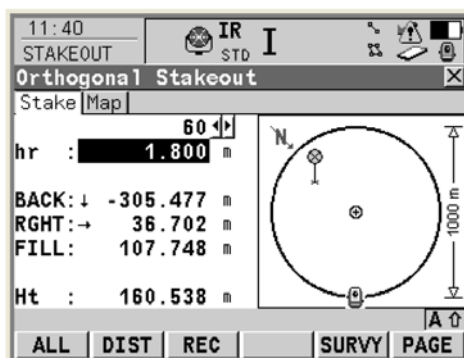 11:40
STAKEOUT
IR
STD
I
Orthogonal Stakeout
Stake Map
60
hr : 1.800 m
BACK:↓ -305.477 m
RGHT:→ 36.702 m
FILL: 107.748 m
Ht : 160.538 m
N
1000 m
A
ALL DIST REC SURVY PAGE